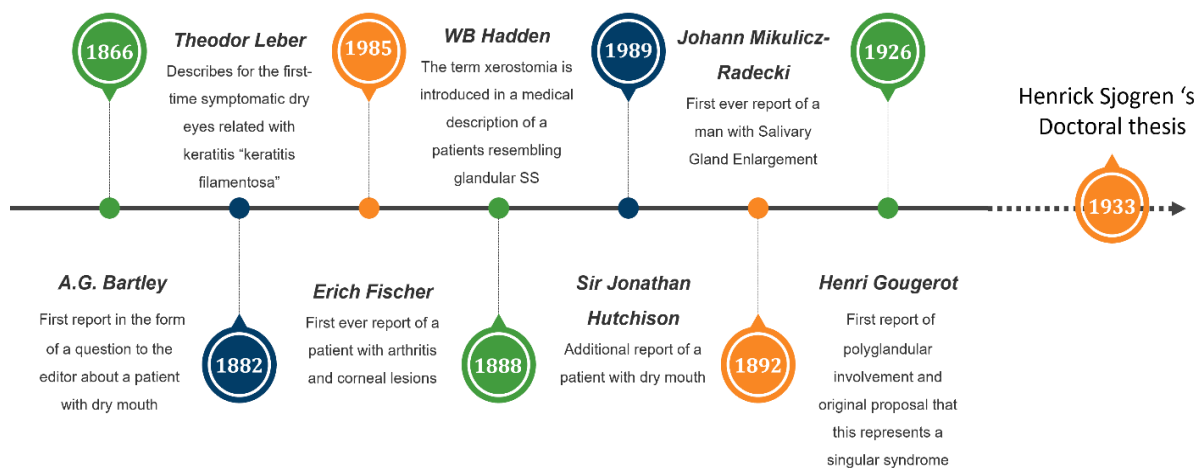 1866
A.G. Bartley
First report in the form
of a question to the
editor about a patient
with dry mouth
Theodor Leber
Describes for the first-
time symptomatic dry
eyes related with
keratitis “keratitis
filamentosa”
1882
1985
Erich Fischer
First ever report of a
patient with arthritis
and corneal lesions
WB Hadden
The term xerostomia is
introduced in a medical
description of a
patients resembling
glandular SS
1888
1989
Sir Jonathan
Hutchison
Additional report of a
patient with dry mouth
Johann Mikulicz-
Radecki
First ever report of a
man with Salivary
Gland Enlargement
1892
1926
Henri Gougerot
First report of
polyglandular
involvement and
original proposal that
this represents a
singular syndrome
Henrick Sjogren ‘s
Doctoral thesis
1933